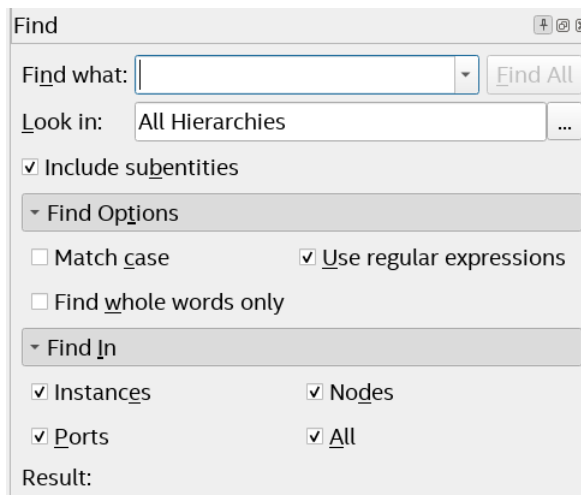 Find
Find what: Find All
Look in: All Hierarchies ...
Include subentities
Find Options
Match case Use regular expressions
Find whole words only
Find In
Instances Nodes
Ports All
Result: